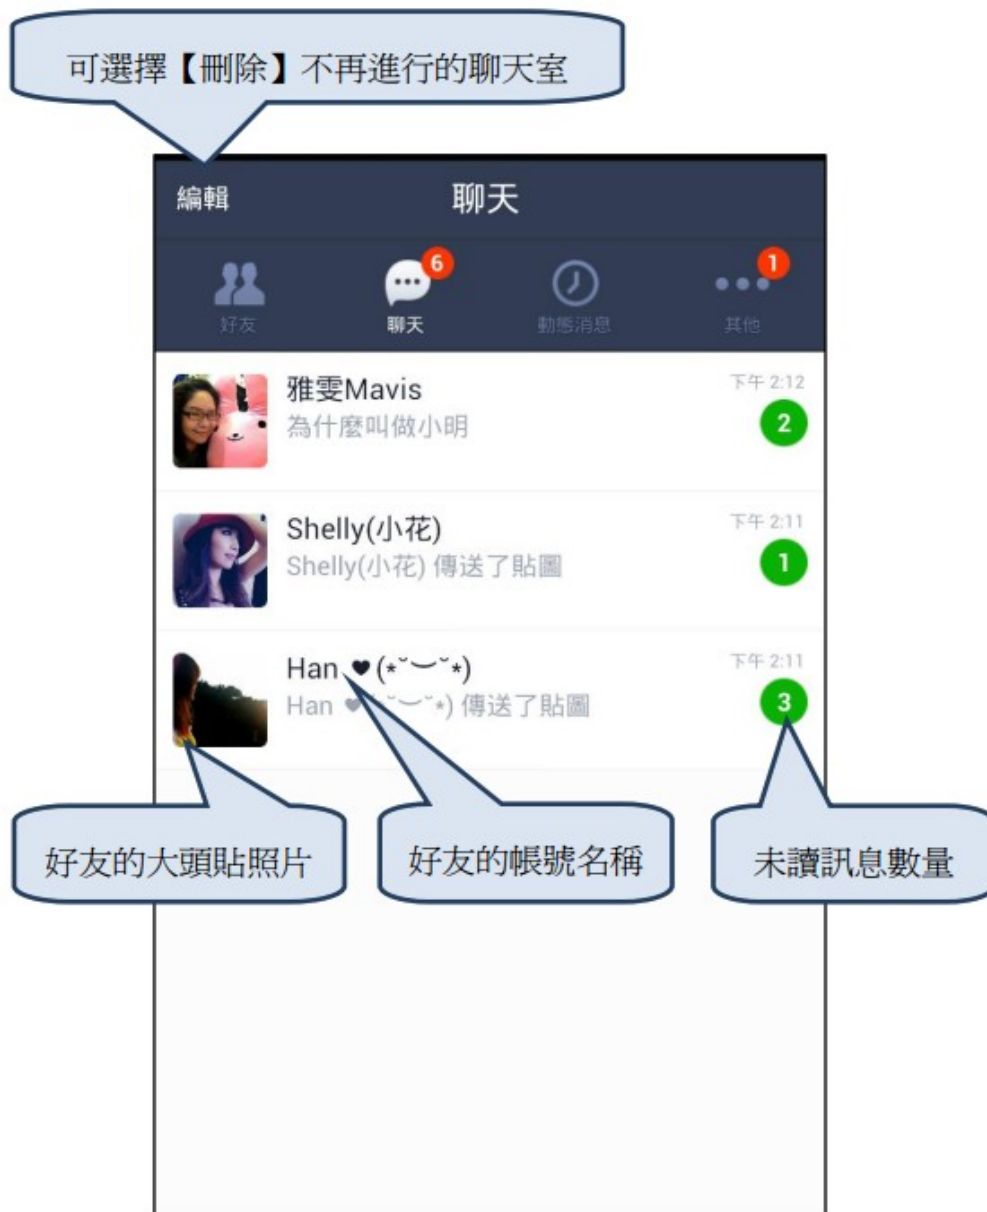 可選擇【刪除】不再進行的聊天室
編輯
聊天
6
1
好友
聊天
動態消息
其他
雅雯Mavis
下午 2:12
為什麼叫做小明
2
Shelly(小花)
下午 2:11
Shelly(小花) 傳送了貼圖
1
Han ♥ (*˘︶˘*)
下午 2:11
Han ♥ (*˘︶˘*) 傳送了貼圖
3
好友的大頭貼照片
好友的帳號名稱
未讀訊息數量